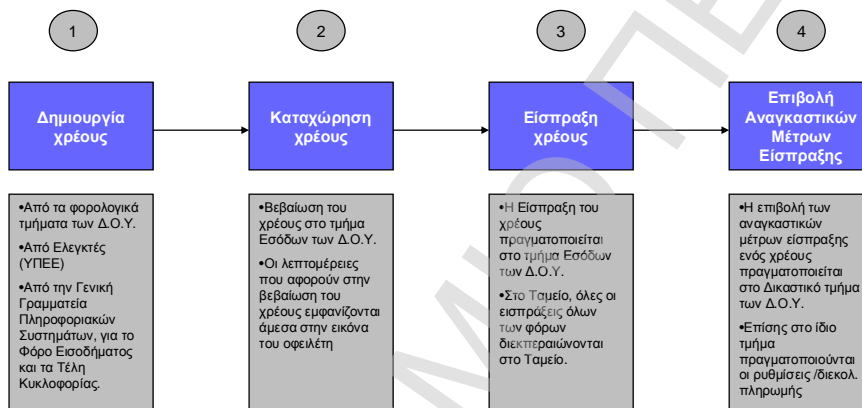 1
2
3
4
Δημιουργία
χρέους
Καταχώρηση
χρέους
Είσπραξη
χρέους
Επιβολή
Αναγκαστικών
Μέτρων
Είσπραξης
•Από τα φορολογικά
τμήματα των Δ.Ο.Υ.
•Από Ελεγκτές
(ΥΠΕΕ)
•Από την Γενική
Γραμματεία
Πληροφοριακών
Συστημάτων, για το
Φόρο Εισοδήματος
και τα Τέλη
Κυκλοφορίας.
•Βεβαίωση του
χρέους στο τμήμα
Εσόδων των Δ.Ο.Υ.
•Οι λεπτομέρειες
που αφορούν στην
βεβαίωση του
χρέους εμφανίζονται
άμεσα στην εικόνα
του οφειλέτη
•Η Είσπραξη του
χρέους
πραγματοποιείται
στο τμήμα Εσόδων
των Δ.Ο.Υ.
•Στο Ταμείο, όλες οι
εισπράξεις όλων
των φόρων
διεκπεραιώνονται
στο Ταμείο.
•Η επιβολή των
αναγκαστικών
μέτρων είσπραξης
ενός χρέους
πραγματοποιείται
στο Δικαστικό τμήμα
των Δ.Ο.Υ.
•Επίσης στο ίδιο
τμήμα
πραγματοποιούνται
οι ρυθμίσεις /διεκολ.
πληρωμής